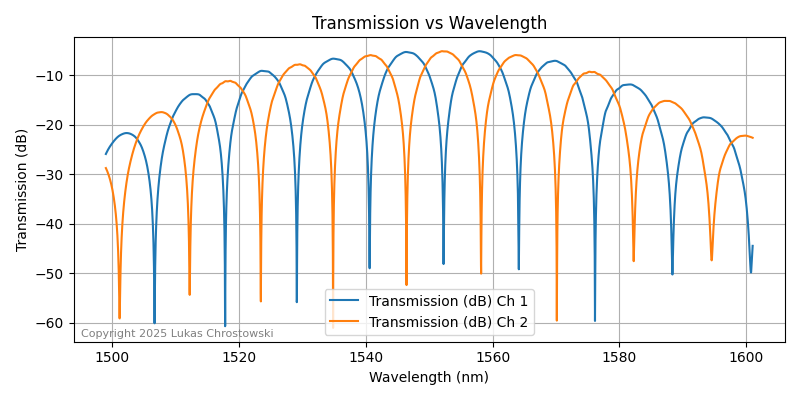 Transmission vs Wavelength
Transmission (dB)
−10
−20
−30
−40
−50
−60
Transmission (dB) Ch 1
Transmission (dB) Ch 2
Copyright 2025 Lukas Chrostowski
1500
1520
1540
1560
1580
1600
Wavelength (nm)